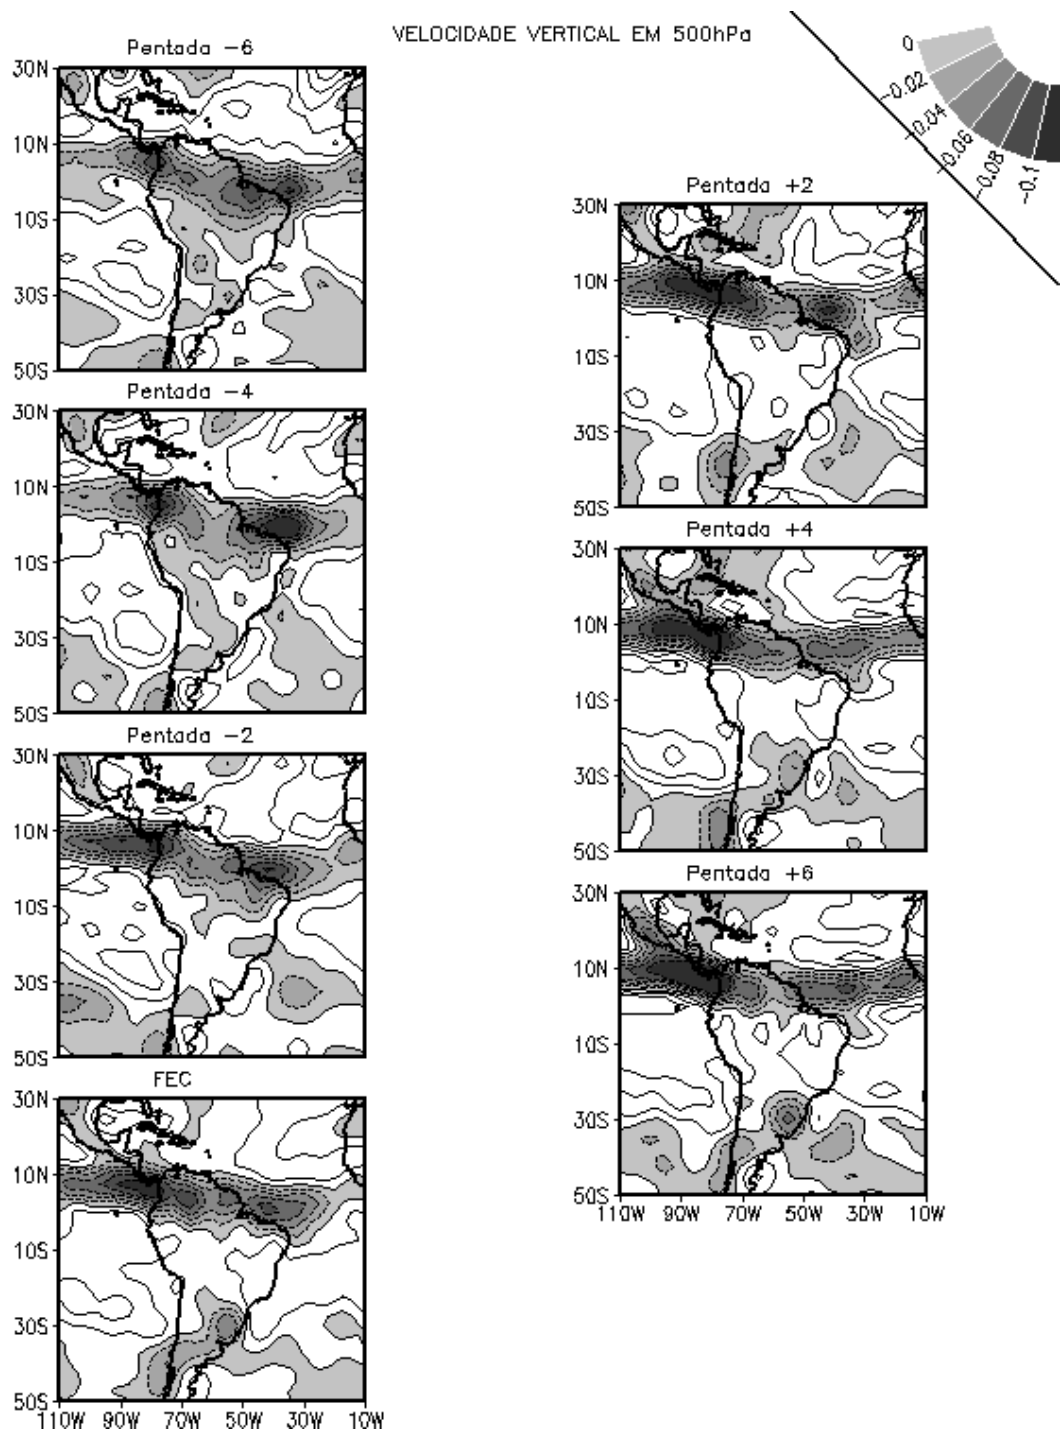 VELOCIDADE VERTICAL EM 500hPa
0
-0.02
-0.04
-0.06
-0.08
-0.1
Pentada -6
30N
10N
10S
30S
50S
Pentada -4
30N
10N
10S
30S
50S
Pentada -2
30N
10N
10S
30S
50S
FEC
30N
10N
10S
30S
50S
110W 90W 70W 50W 30W 10W
Pentada +2
30N
10N
10S
30S
50S
Pentada +4
30N
10N
10S
30S
50S
Pentada +6
30N
10N
10S
30S
50S
110W 90W 70W 50W 30W 10W